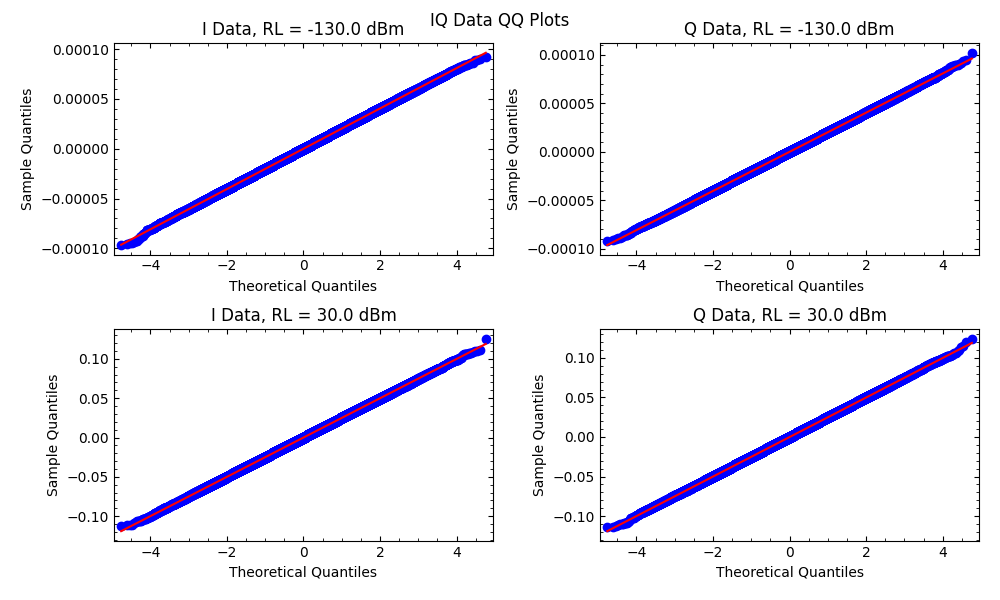 IQ Data QQ Plots
I Data, RL = -130.0 dBm
Sample Quantiles
0.00010
0.00005
0.00000
−0.00005
−0.00010
−4 −2 0 2 4
Theoretical Quantiles
Q Data, RL = -130.0 dBm
Sample Quantiles
0.00010
0.00005
0.00000
−0.00005
−0.00010
−4 −2 0 2 4
Theoretical Quantiles
I Data, RL = 30.0 dBm
Sample Quantiles
0.10
0.05
0.00
−0.05
−0.10
−4 −2 0 2 4
Theoretical Quantiles
Q Data, RL = 30.0 dBm
Sample Quantiles
0.10
0.05
0.00
−0.05
−0.10
−4 −2 0 2 4
Theoretical Quantiles